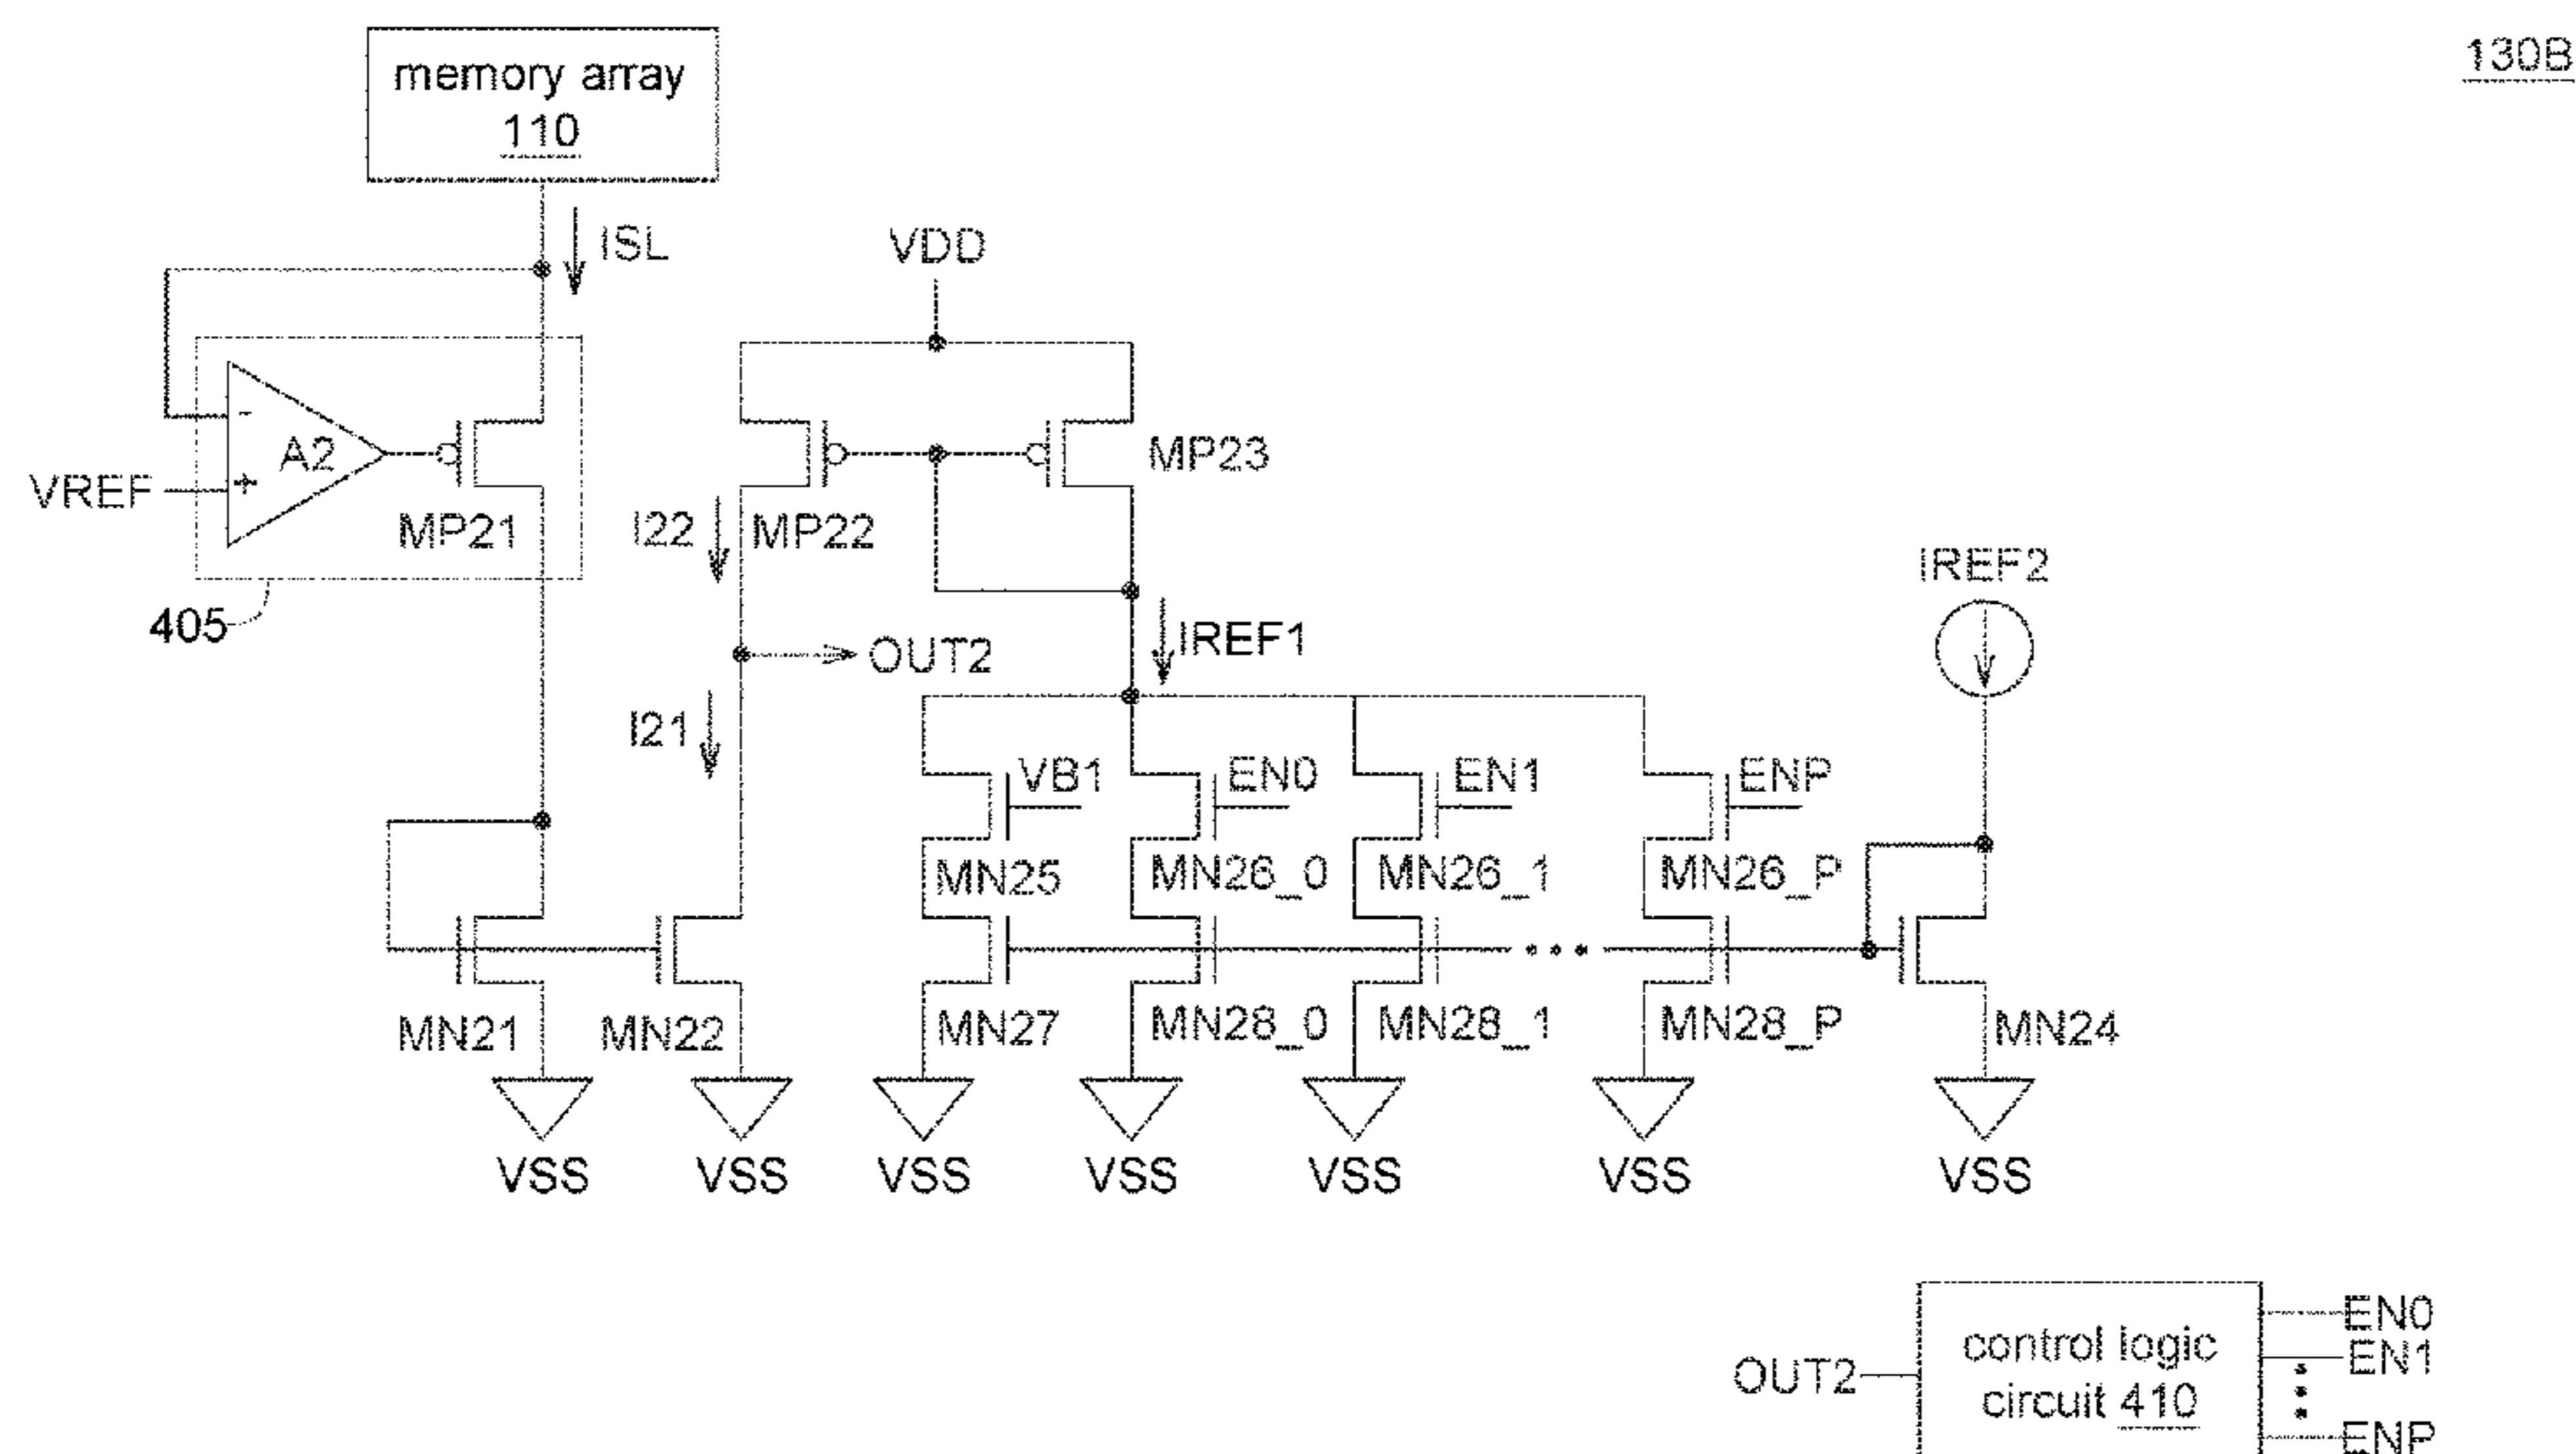 130B
memory array
110
ISL
VDD
-
A2
+
VREF
MP21
MP23
I22
MP22
405
IREF2
IREF1
OUT2
I21
VB1
EN0
EN1
ENP
MN25
MN26_0
MN26_1
MN26_P
MN21
MN22
MN27
MN28_0
MN28_1
MN28_P
MN24
VSS
VSS
VSS
VSS
VSS
VSS
VSS
control logic
circuit 410
OUT2
EN0
EN1
ENP